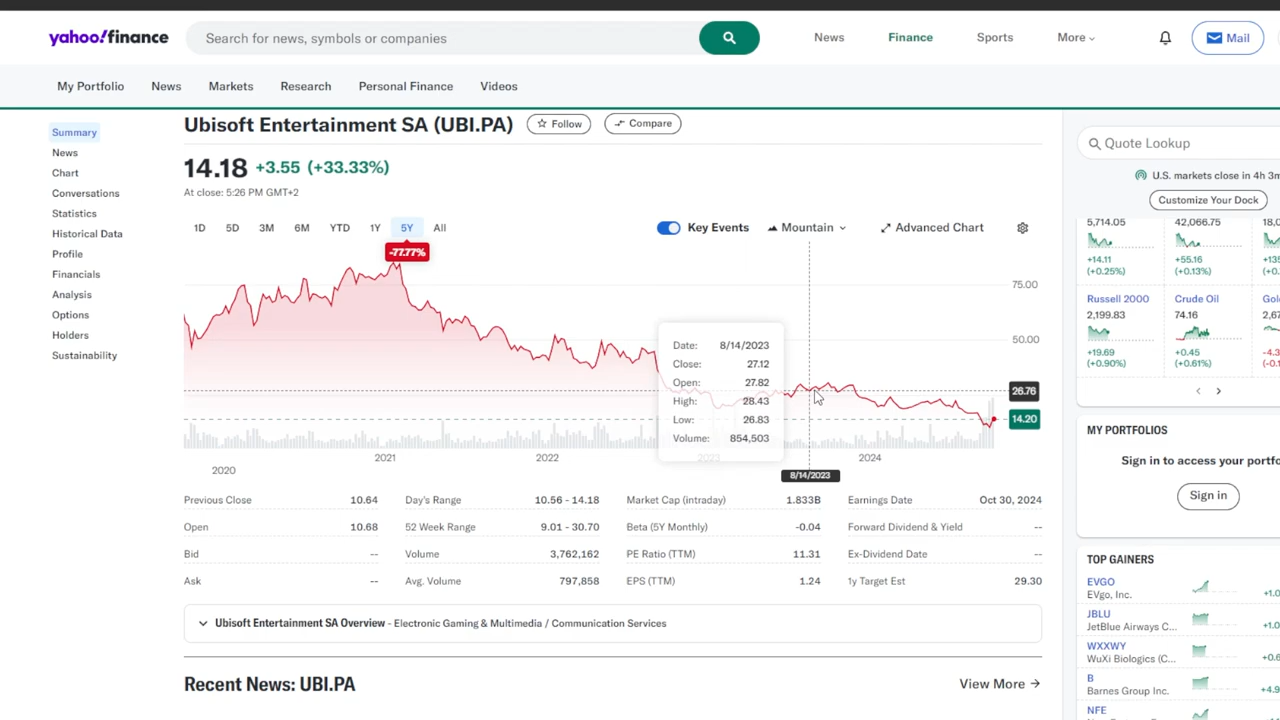 yahoo!finance
Search for news, symbols or companies
News Finance Sports More
Mail
My Portfolio News Markets Research Personal Finance Videos
Summary
News
Chart
Conversations
Statistics
Historical Data
Profile
Financials
Analysis
Options
Holders
Sustainability
Ubisoft Entertainment SA (UBI.PA) Follow Compare
14.18 +3.55 (+33.33%)
At close: 5:26 PM GMT+2
1D 5D 3M 6M YTD 1Y 5Y All Key Events Mountain Advanced Chart
-77.77%
75.00
50.00
Date: 8/14/2023
Close: 27.12
Open: 27.82
High: 28.43
Low: 26.83
Volume: 854,503
26.76
14.20
2020 2021 2022 2023 2024
8/14/2023
Previous Close 10.64 Day's Range 10.56 - 14.18 Market Cap (intraday) 1.833B Earnings Date Oct 30, 2024
Open 10.68 52 Week Range 9.01 - 30.70 Beta (5Y Monthly) -0.04 Forward Dividend & Yield --
Bid -- Volume 3,762,162 PE Ratio (TTM) 11.31 Ex-Dividend Date --
Ask -- Avg. Volume 797,858 EPS (TTM) 1.24 1y Target Est 29.30
Ubisoft Entertainment SA Overview - Electronic Gaming & Multimedia / Communication Services
Recent News: UBI.PA View More
Quote Lookup
U.S. markets close in 4h 3m
Customize Your Dock
5,714.05 42,066.75
+14.11 +55.16
(+0.25%) (+0.13%)
Russell 2000 Crude Oil
2,199.83 74.16
+19.69 +0.45
(+0.90%) (+0.61%)
MY PORTFOLIOS
Sign in to access your portfo
Sign in
TOP GAINERS
EVGO
EVgo, Inc.
JBLU
JetBlue Airways C...
WXXWY
WuXi Biologics (C...
B
Barnes Group Inc.
NFE